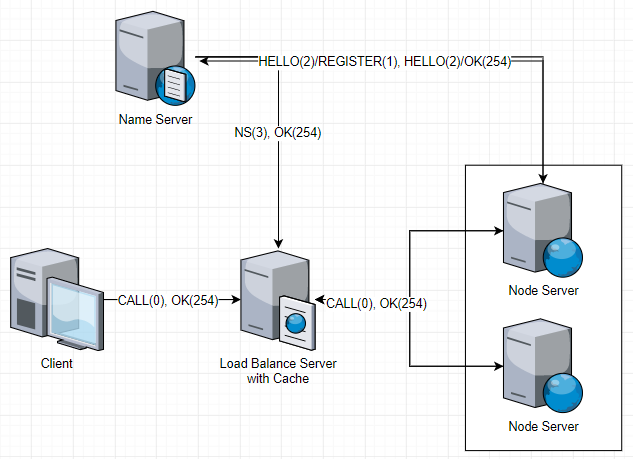 HELLO(2)/REGISTER(1), HELLO(2)/OK(254)
Name Server
NS(3), OK(254)
Node Server
CALL(0), OK(254)
CALL(0), OK(254)
Client
Load Balance Server
with Cache
Node Server